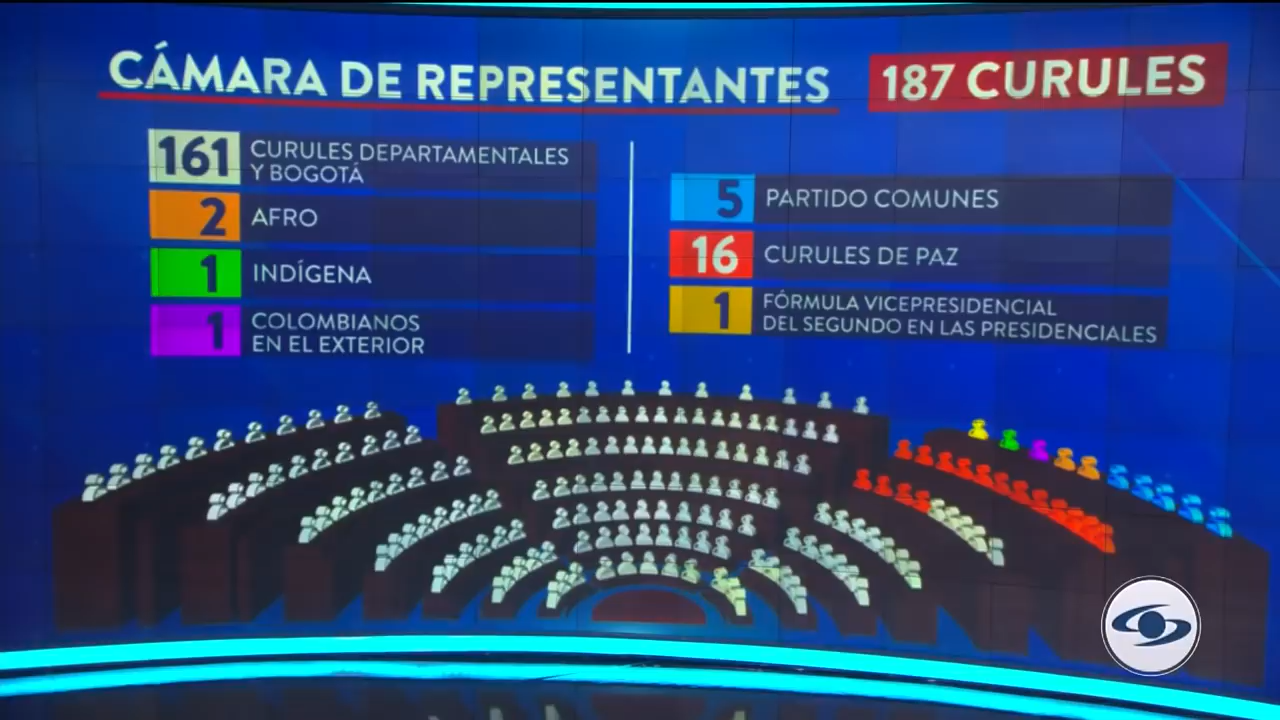 CÁMARA DE REPRESENTANTES
187 CURULES
161
CURULES DEPARTAMENTALES
Y BOGOTÁ
2
AFRO
1
INDÍGENA
1
COLOMBIANOS
EN EL EXTERIOR
5
PARTIDO COMUNES
16
CURULES DE PAZ
1
FÓRMULA VICEPRESIDENCIAL
DEL SEGUNDO EN LAS PRESIDENCIALES